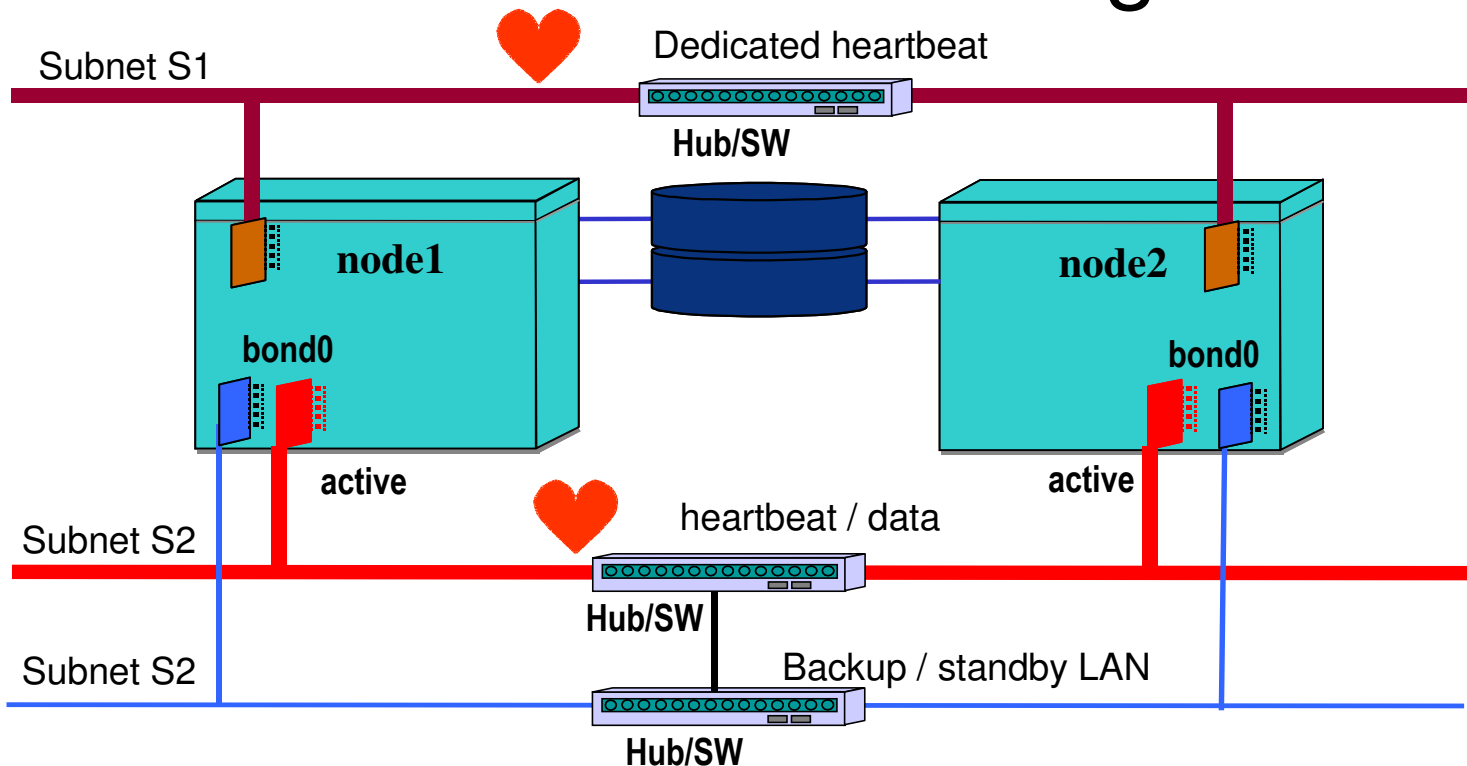 Subnet S1
Dedicated heartbeat
Hub/SW
node1
node2
bond0
bond0
active
active
heartbeat / data
Subnet S2
Hub/SW
Subnet S2
Backup / standby LAN
Hub/SW